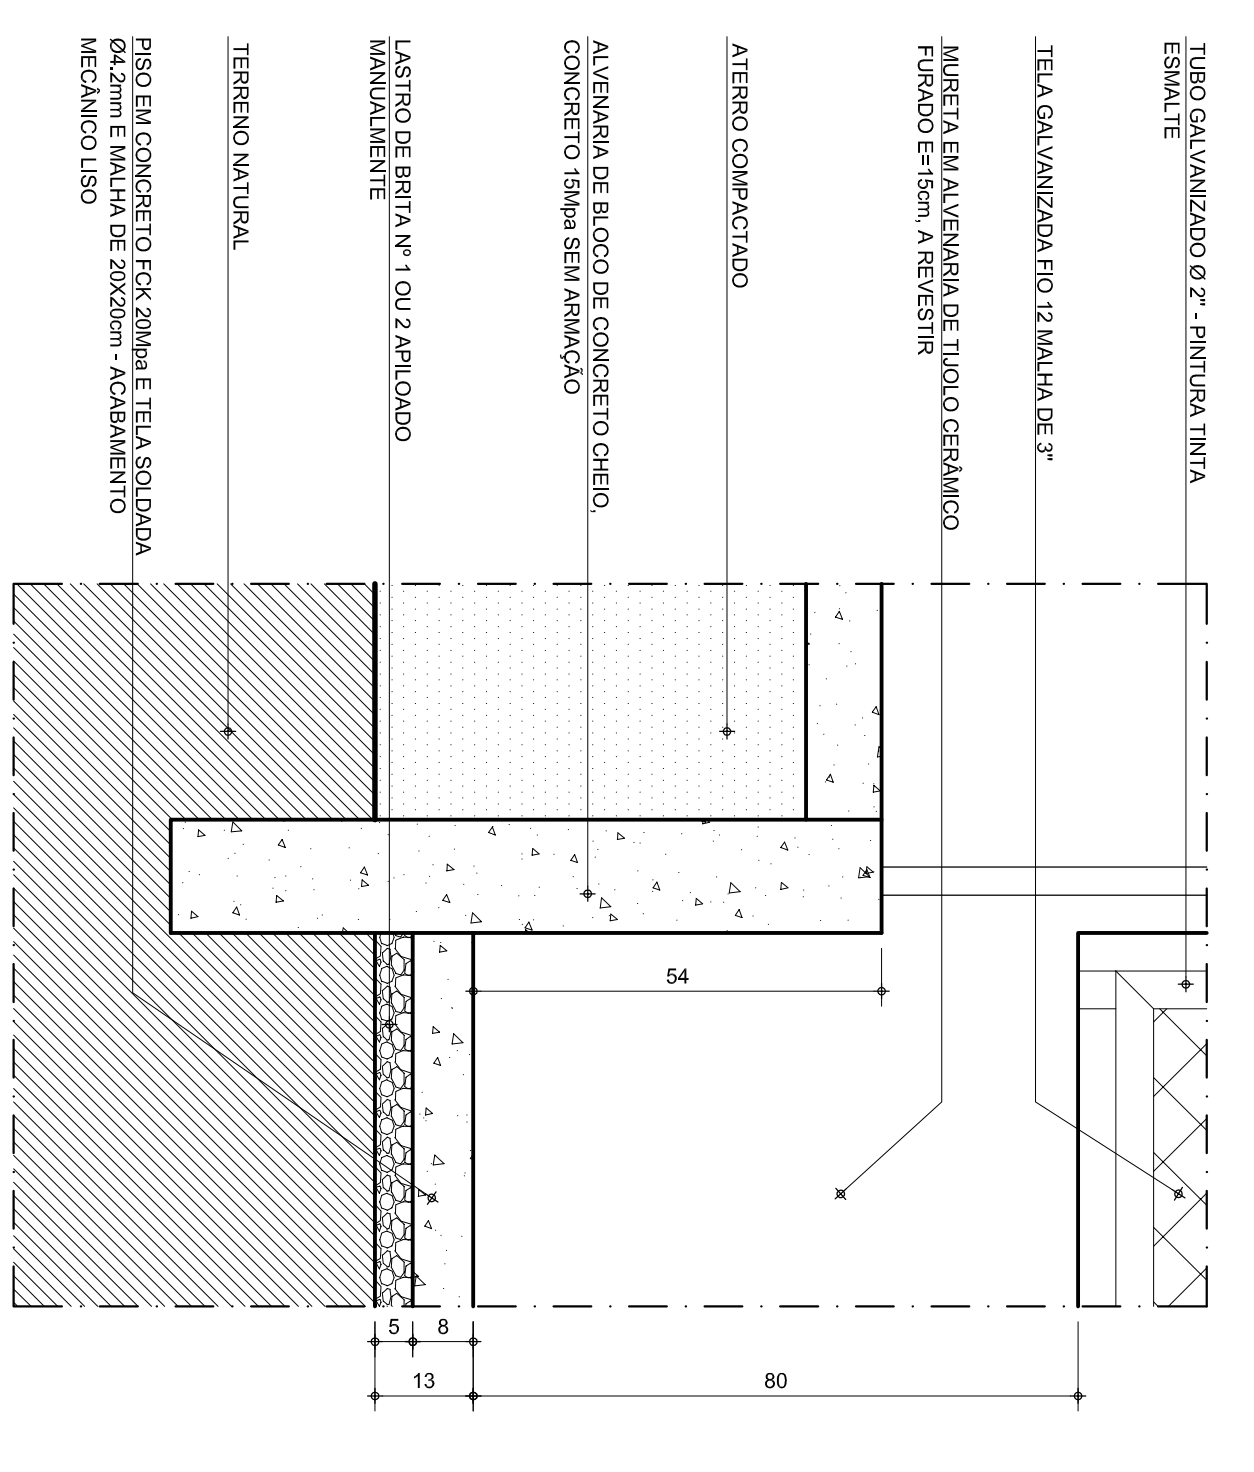 TUBO GALVANIZADO Ø 2" - PINTURA TINTA
ESMALTE
TELA GALVANIZADA FIO 12 MALHA DE 3"
MURETA EM ALVENARIA DE TIJOLO CERÂMICO
FURADO E=15cm, A REVESTIR
ATERRO COMPACTADO
ALVENARIA DE BLOCO DE CONCRETO CHEIO,
CONCRETO 15Mpa SEM ARMAÇÃO
LASTRO DE BRITA Nº 1 OU 2 APILOADO
MANUALMENTE
TERRENO NATURAL
PISO EM CONCRETO FCK 20Mpa E TELA SOLDADA
Ø4.2mm E MALHA DE 20X20cm - ACABAMENTO
MECÂNICO LISO
54
5
8
13
80